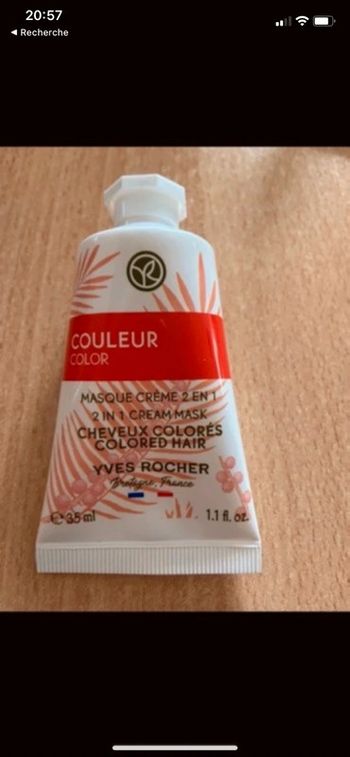 20:57
◀ Recherche
COULEUR
COLOR
MASQUE CRÈME 2 EN 1
2 IN 1 CREAM MASK
CHEVEUX COLORÉS
COLORED HAIR
YVES ROCHER
Bretagne, France
℮ 35 ml 1.1 fl. oz.